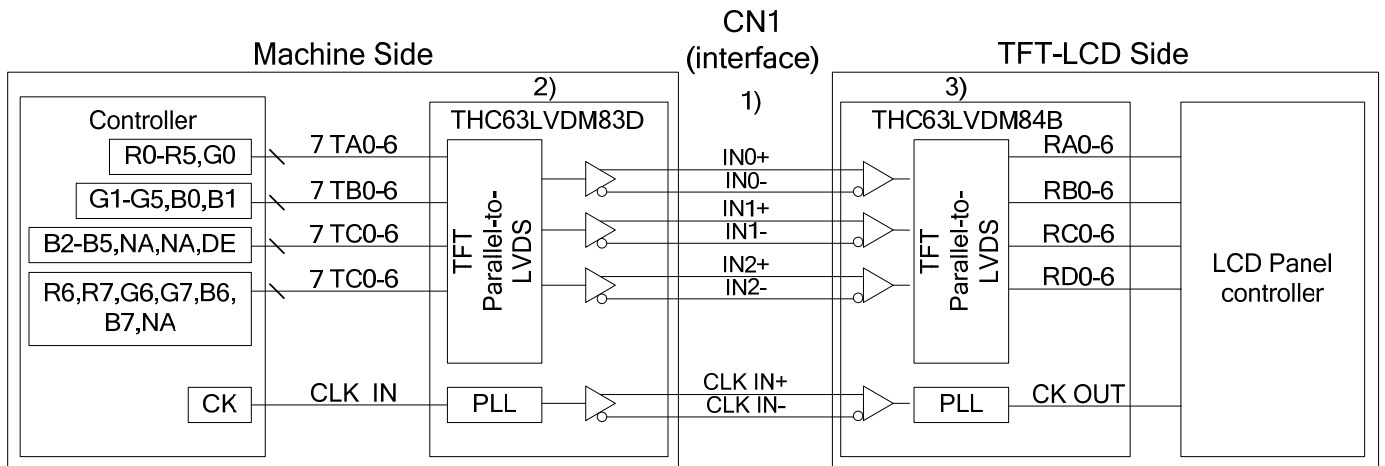 CN1
(interface)
Machine Side
TFT-LCD Side
1)
2)
3)
Controller
THC63LVDM83D
THC63LVDM84B
R0-R5,G0
7 TA0-6
IN0+
IN0-
RA0-6
G1-G5,B0,B1
7 TB0-6
IN1+
IN1-
RB0-6
B2-B5,NA,NA,DE
7 TC0-6
IN2+
IN2-
RC0-6
R6,R7,G6,G7,B6,
B7,NA
7 TC0-6
RD0-6
TFT
Parallel-to-
LVDS
TFT
Parallel-to-
LVDS
LCD Panel
controller
CK
CLK IN
PLL
CLK IN+
CLK IN-
PLL
CK OUT